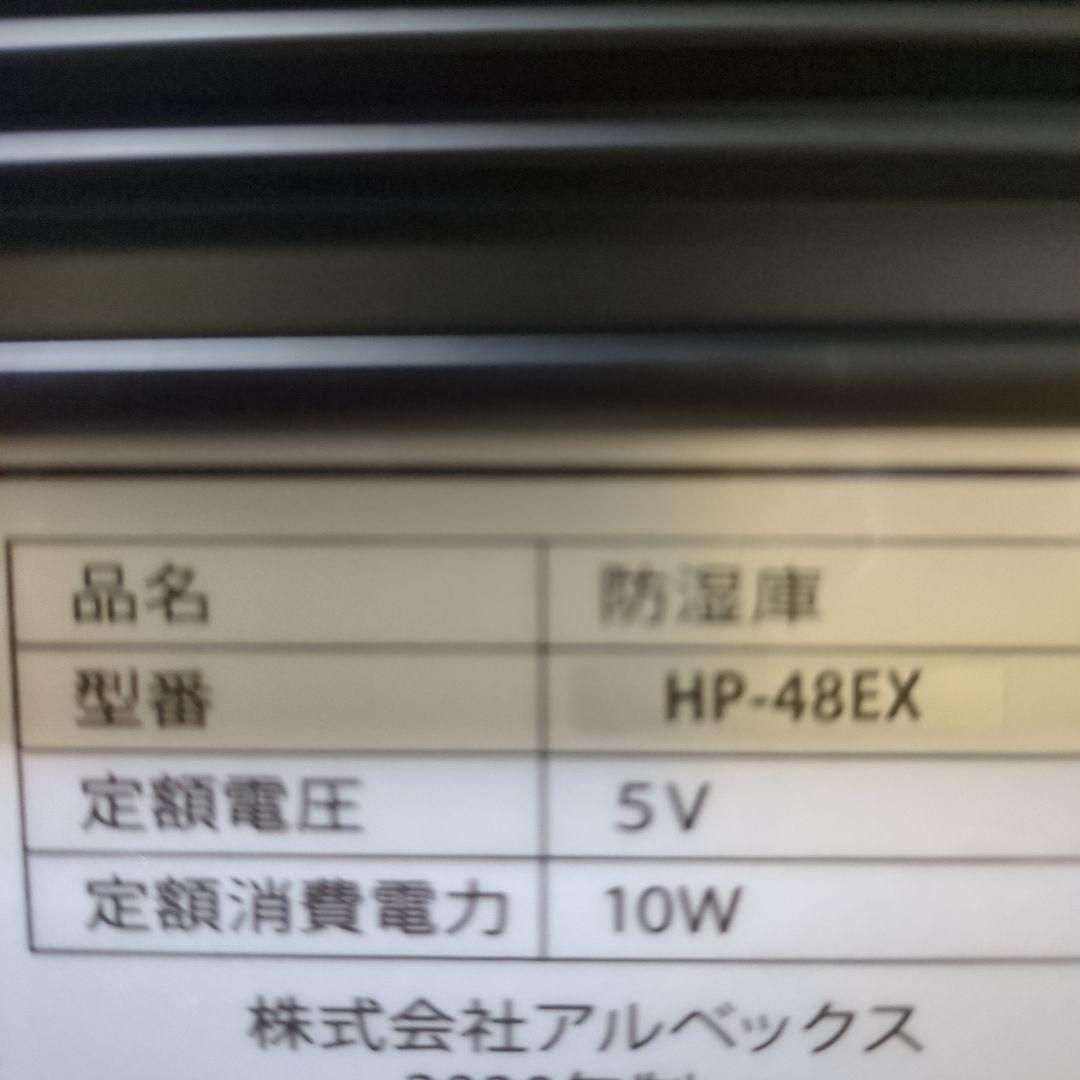 品名 防湿庫
型番 HP-48EX
定額電圧 5V
定額消費電力 10W
株式会社アルベックス